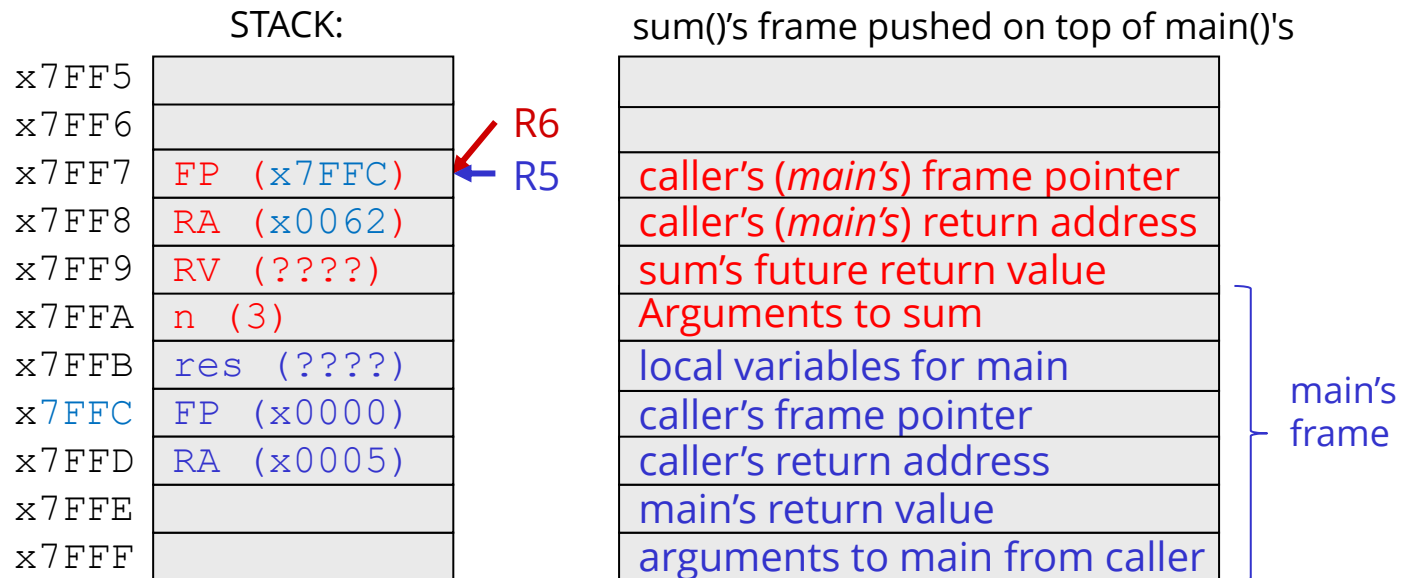 STACK: sum()’s frame pushed on top of main()'s
x7FF5
x7FF6 R6
x7FF7 FP (x7FFC) R5 caller’s (main’s) frame pointer
x7FF8 RA (x0062) caller’s (main’s) return address
x7FF9 RV (????) sum’s future return value
x7FFA n (3) Arguments to sum
x7FFB res (????) local variables for main
x7FFC FP (x0000) caller’s frame pointer
x7FFD RA (x0005) caller’s return address
x7FFE main’s return value
x7FFF arguments to main from caller
main’s
frame